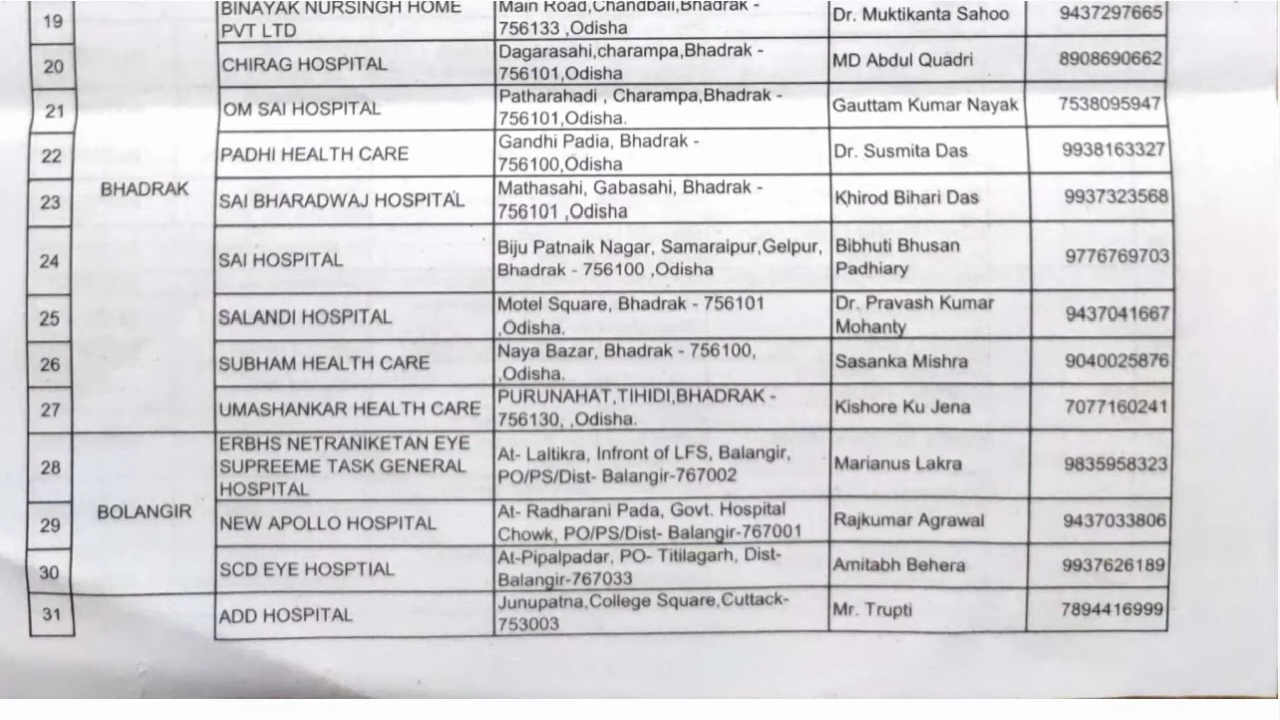 19 BINAYAK NURSINGH HOME Main Road,Chandbali,Bhadrak - Dr. Muktikanta Sahoo 9437297665
PVT LTD 756133 ,Odisha
20 CHIRAG HOSPITAL Dagarasahi,charampa,Bhadrak - MD Abdul Quadri 8908690662
756101,Odisha
21 OM SAI HOSPITAL Patharahadi , Charampa,Bhadrak - Gauttam Kumar Nayak 7538095947
756101,Odisha.
22 PADHI HEALTH CARE Gandhi Padia, Bhadrak - Dr. Susmita Das 9938163327
756100,Odisha
BHADRAK
23 SAI BHARADWAJ HOSPITAL Mathasahi, Gabasahi, Bhadrak - Khirod Bihari Das 9937323568
756101 ,Odisha
24 SAI HOSPITAL Biju Patnaik Nagar, Samaraipur,Gelpur, Bibhuti Bhusan 9776769703
Bhadrak - 756100 ,Odisha Padhiary
25 SALANDI HOSPITAL Motel Square, Bhadrak - 756101 Dr. Pravash Kumar 9437041667
,Odisha. Mohanty
26 SUBHAM HEALTH CARE Naya Bazar, Bhadrak - 756100, Sasanka Mishra 9040025876
,Odisha.
27 UMASHANKAR HEALTH CARE PURUNAHAT,TIHIDI,BHADRAK - Kishore Ku Jena 7077160241
756130, ,Odisha.
28 ERBHS NETRANIKETAN EYE At- Laltikra, Infront of LFS, Balangir, Marianus Lakra 9835958323
SUPREEME TASK GENERAL PO/PS/Dist- Balangir-767002
HOSPITAL
BOLANGIR
29 NEW APOLLO HOSPITAL At- Radharani Pada, Govt. Hospital Rajkumar Agrawal 9437033806
Chowk, PO/PS/Dist- Balangir-767001
30 SCD EYE HOSPTIAL At-Pipalpadar, PO- Titilagarh, Dist- Amitabh Behera 9937626189
Balangir-767033
31 ADD HOSPITAL Junupatna,College Square,Cuttack- Mr. Trupti 7894416999
753003